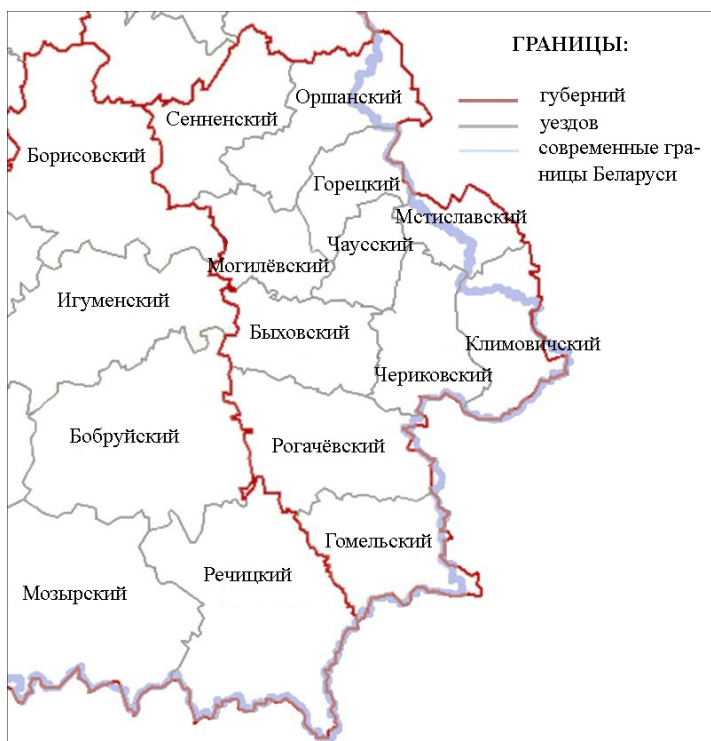 ГРАНИЦЫ:
губерний
уездов
современные гра-
ницы Беларуси
Оршанский
Сенненский
Борисовский
Горецкий
Мстиславский
Чаусский
Могилёвский
Игуменский
Быховский
Климовичский
Чериковский
Бобруйский
Рогачёвский
Гомельский
Речицкий
Мозырский